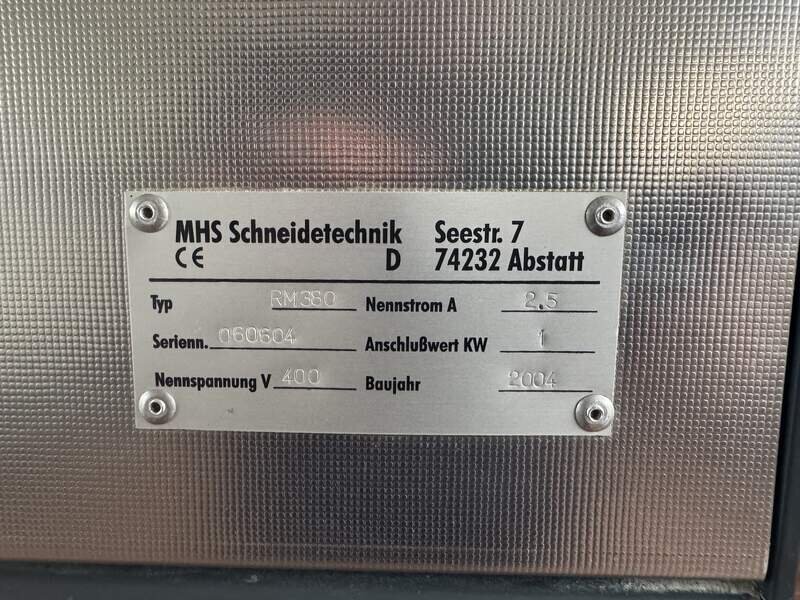 MHS Schneidetechnik Seestr. 7
CE D 74232 Abstatt
Typ RM380 Nennstrom A 2.5
Seriennr. 060604 Anschlußwert KW 1
Nennspannung V 400 Baujahr 2004